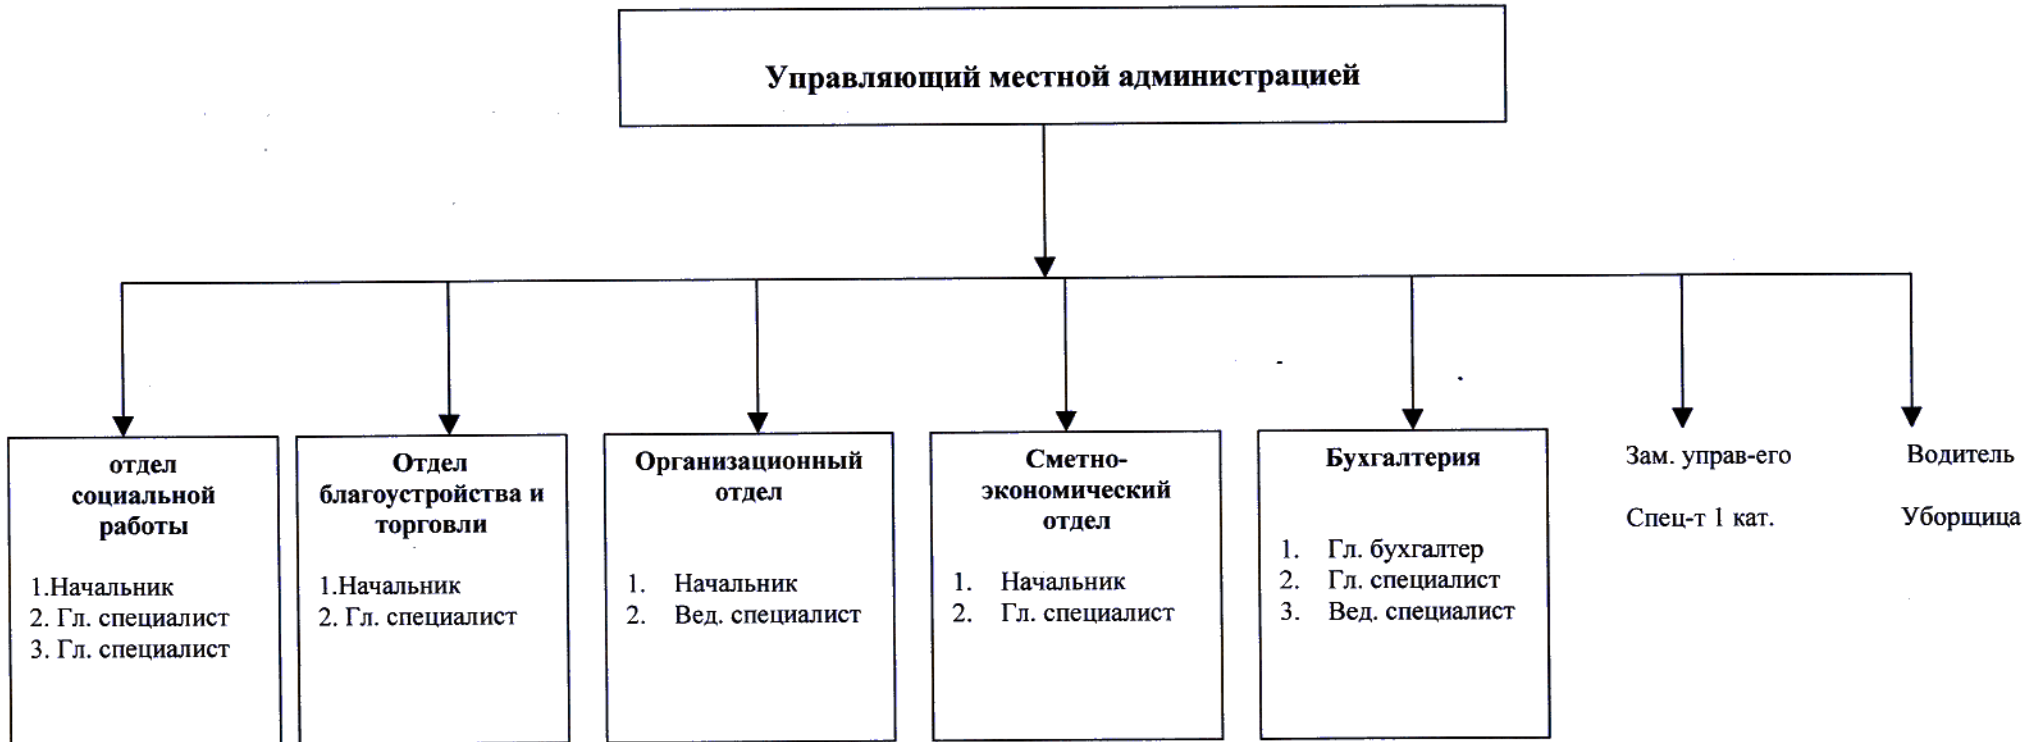 Управляющий местной администрацией
отдел
социальной
работы
1.Начальник
2. Гл. специалист
3. Гл. специалист
Отдел
благоустройства и
торговли
1.Начальник
2. Гл. специалист
Организационный
отдел
1. Начальник
2. Вед. специалист
Сметно-
экономический
отдел
1. Начальник
2. Гл. специалист
Бухгалтерия
1. Гл. бухгалтер
2. Гл. специалист
3. Вед. специалист
Зам. управ-его
Спец-т 1 кат.
Водитель
Уборщица